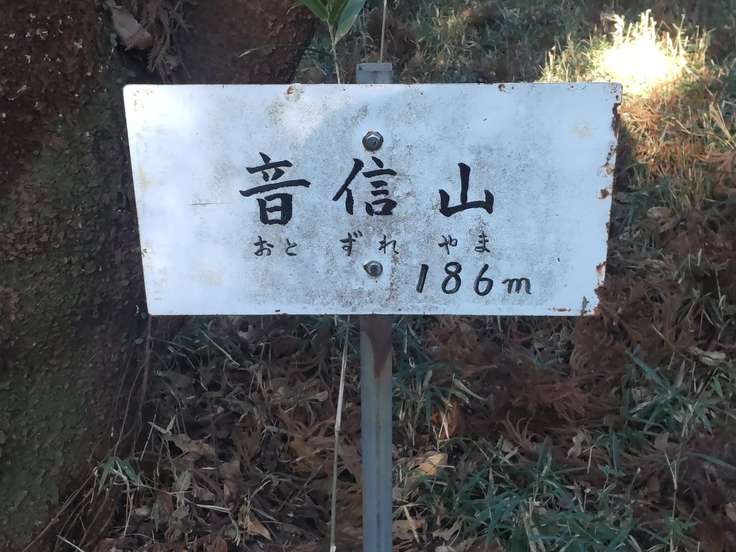 音信山
おと ずれ やま
186m